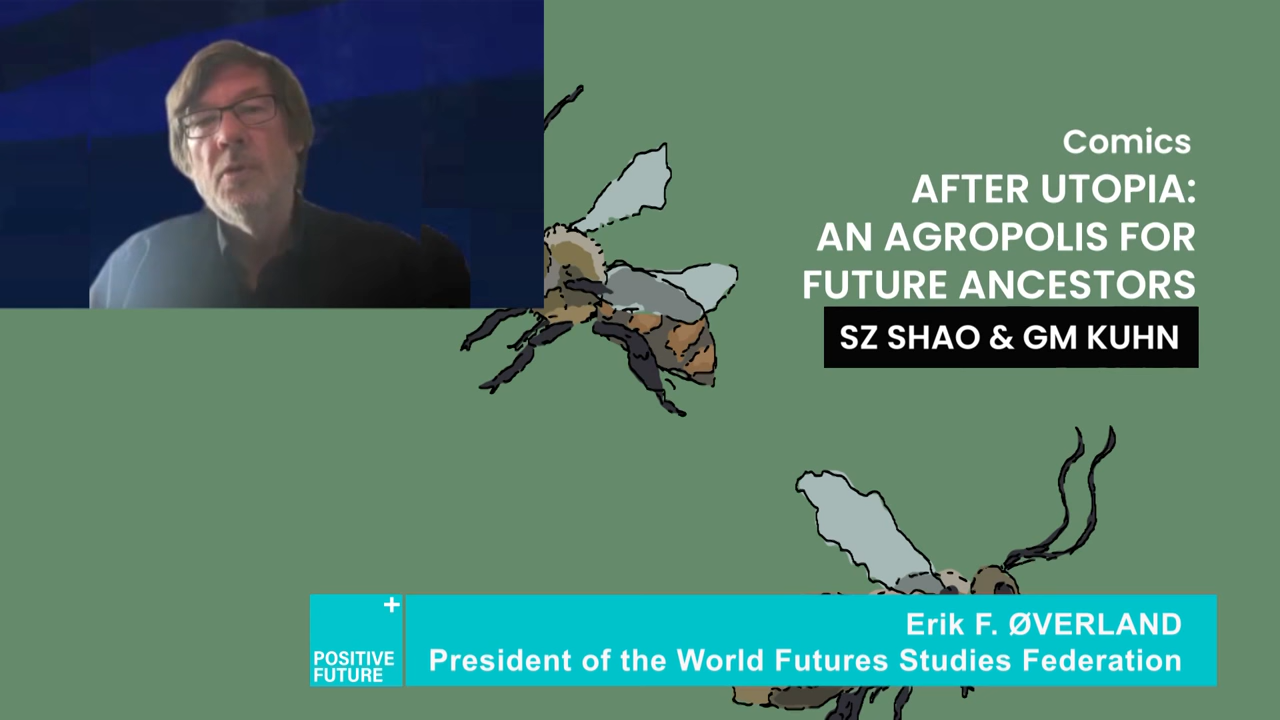 Comics
AFTER UTOPIA:
AN AGROPOLIS FOR
FUTURE ANCESTORS
SZ SHAO & GM KUHN
+
POSITIVE
FUTURE
Erik F. ØVERLAND
President of the World Futures Studies Federation